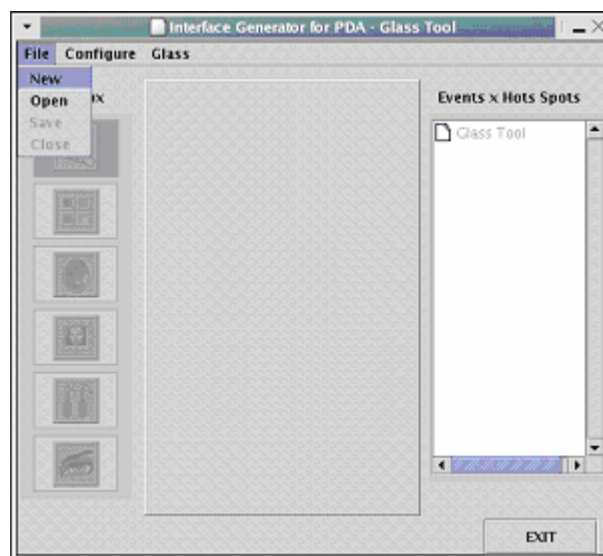 Interface Generator for PDA - Glass Tool
File Configure Glass
New
Open
Save
Close
Events x Hots Spots
Glass Tool
EXIT